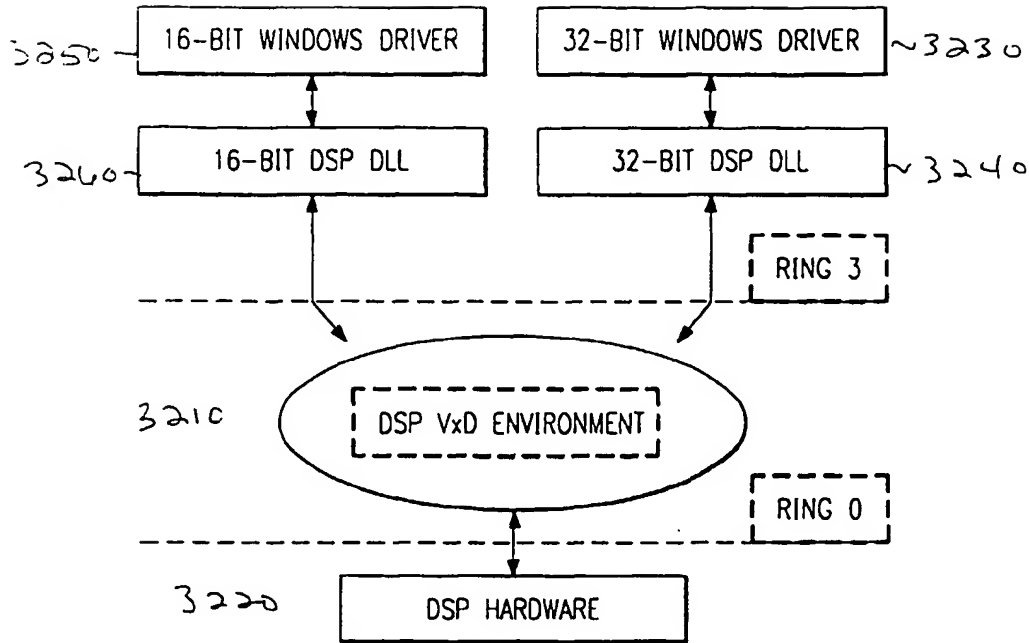 3250 16-BIT WINDOWS DRIVER 32-BIT WINDOWS DRIVER ~3230
3260 16-BIT DSP DLL 32-BIT DSP DLL ~3240
RING 3
3210 DSP VxD ENVIRONMENT
RING 0
3220 DSP HARDWARE